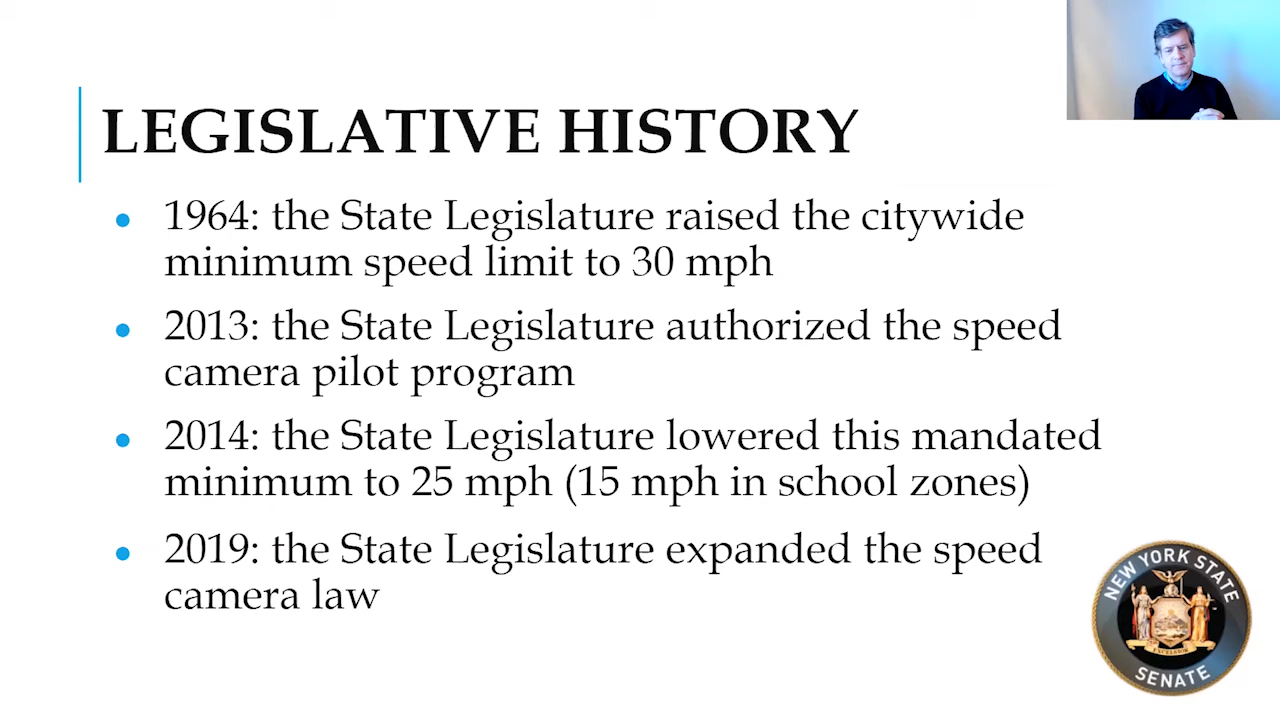 LEGISLATIVE HISTORY
• 1964: the State Legislature raised the citywide
minimum speed limit to 30 mph
• 2013: the State Legislature authorized the speed
camera pilot program
• 2014: the State Legislature lowered this mandated
minimum to 25 mph (15 mph in school zones)
• 2019: the State Legislature expanded the speed
camera law
NEW YORK STATE
EXCELSIOR
SENATE